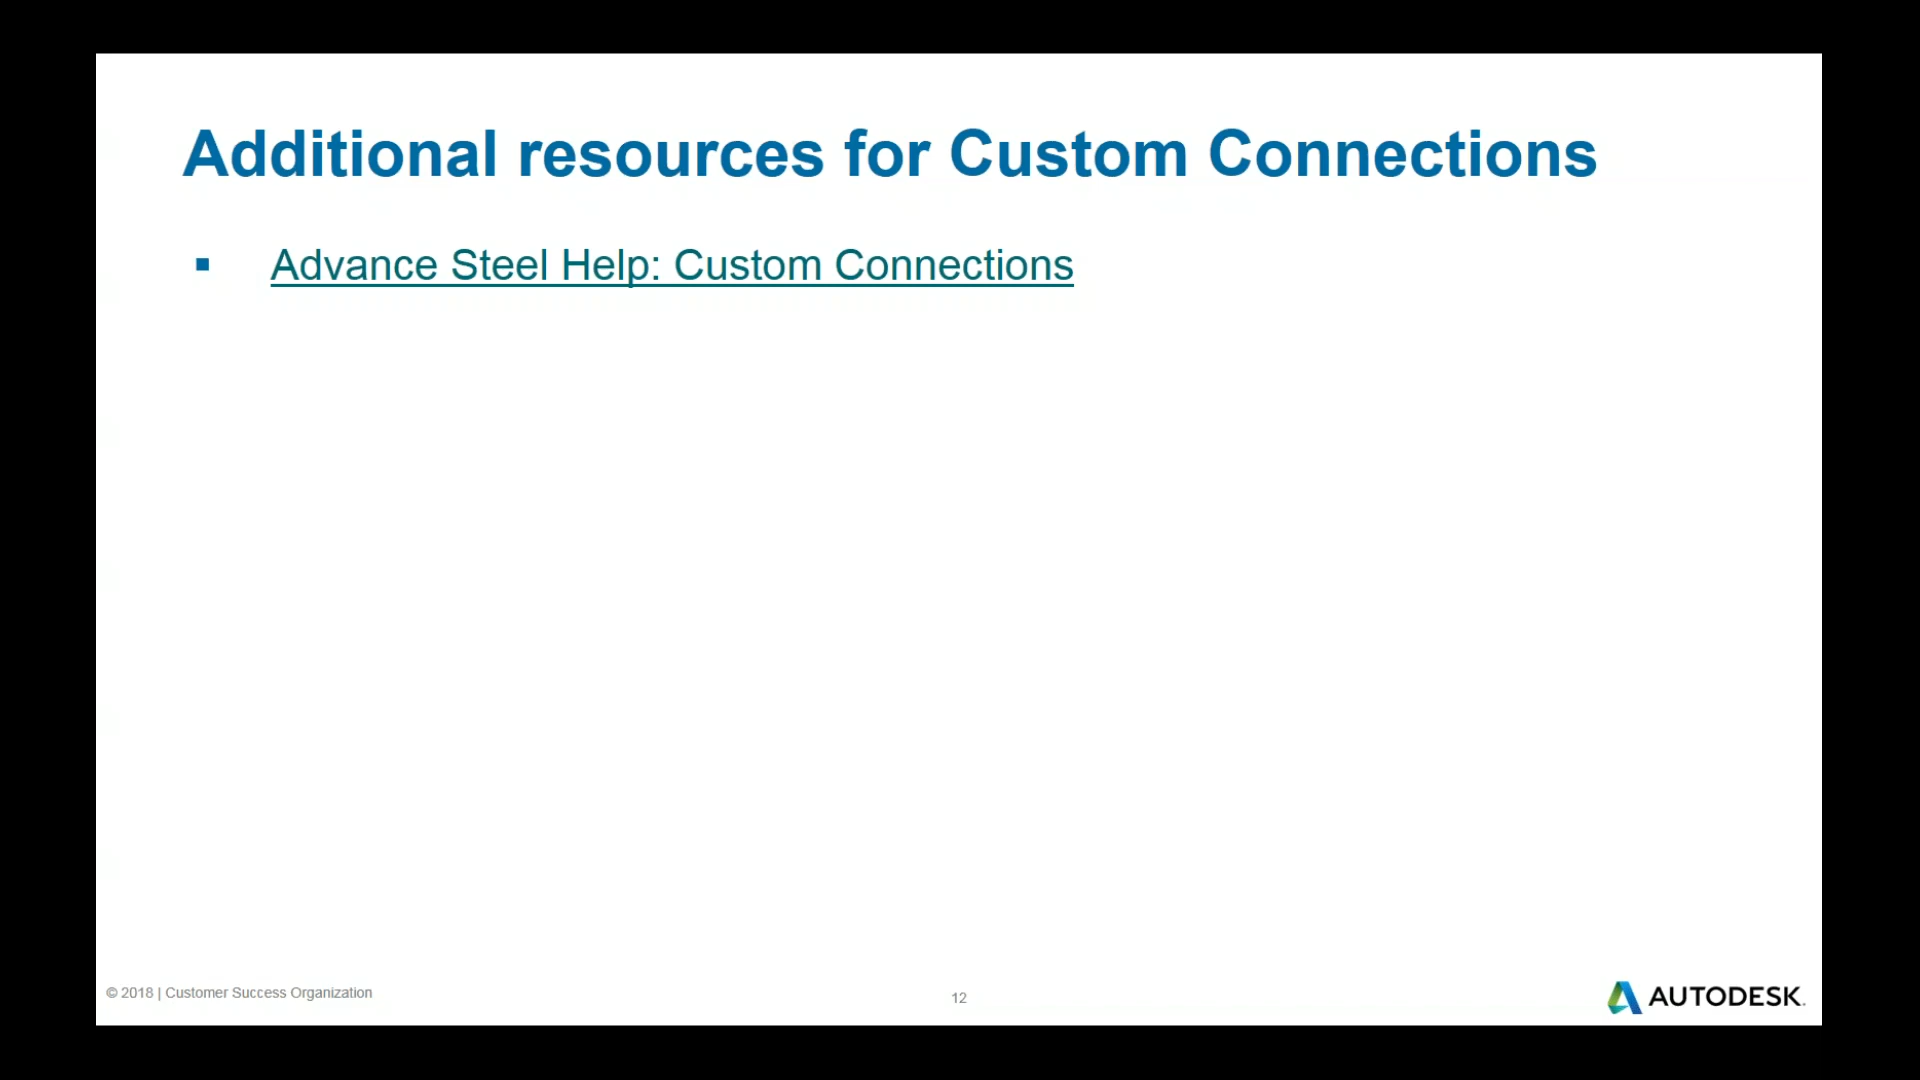 Additional resources for Custom Connections
▪ Advance Steel Help: Custom Connections
© 2018 | Customer Success Organization
12
AUTODESK.